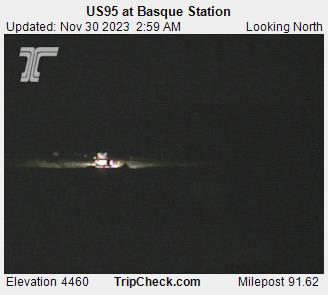 US95 at Basque Station
Updated: Nov 30 2023 2:59 AM Looking North
Elevation 4460 TripCheck.com Milepost 91.62